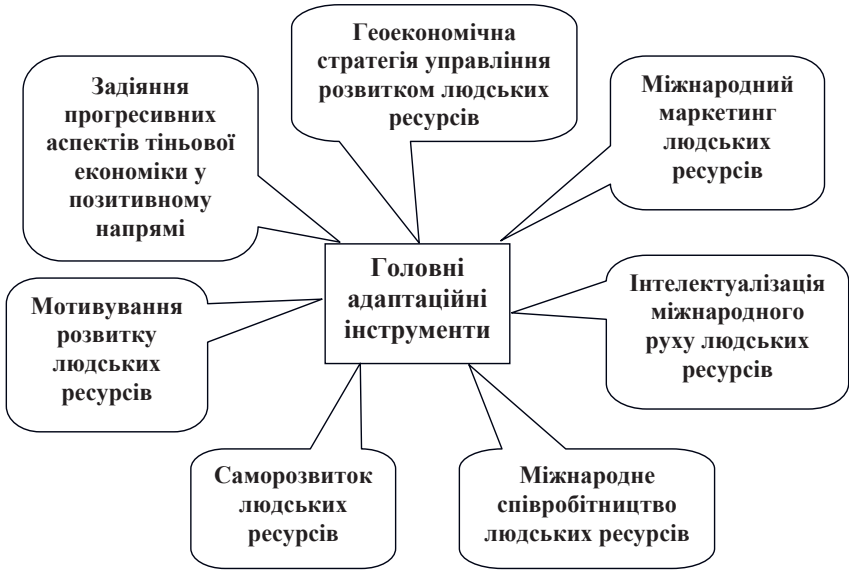 Геоекономічна
стратегія управління
розвитком людських
ресурсів
Задіяння
прогресивних
аспектів тіньової
економіки у
позитивному
напрямі
Міжнародний
маркетинг
людських
ресурсів
Головні
адаптаційні
інструменти
Мотивування
розвитку
людських
ресурсів
Інтелектуалізація
міжнародного
руху людських
ресурсів
Саморозвиток
людських
ресурсів
Міжнародне
співробітництво
людських ресурсів